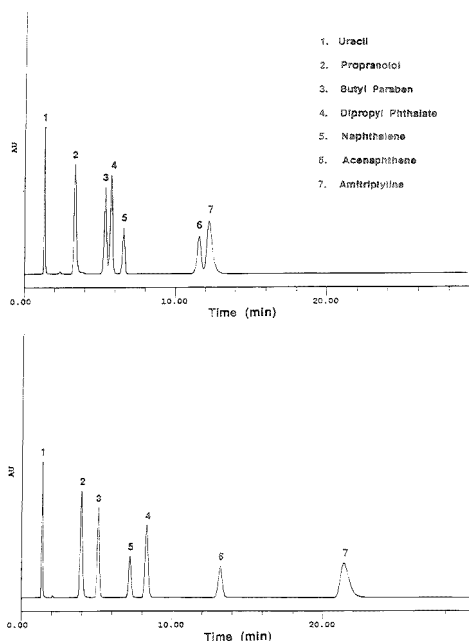 1. Uracil
2. Propranolol
3. Butyl Paraben
4. Dipropyl Phthalate
5. Naphthalene
6. Acenaphthene
7. Amitriptyline
AU
1
2
3
4
5
6
7
0.00
10.00
20.00
Time (min)
AU
1
2
3
5
4
6
7
0.00
10.00
20.00
Time (min)